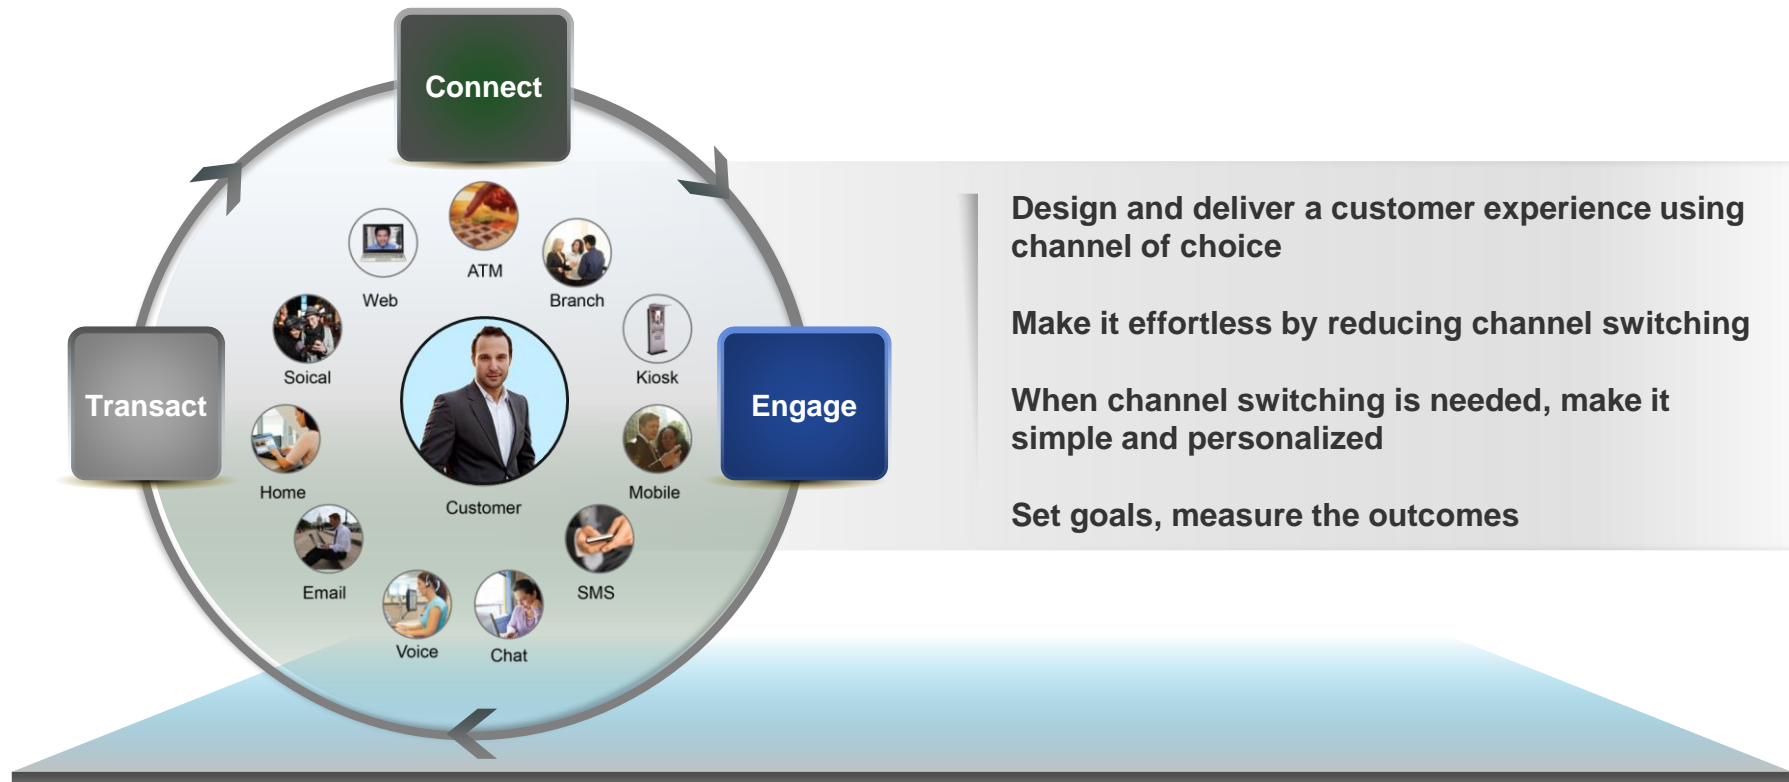 Connect
ATM
Web
Branch
Soical
Kiosk
Transact
Engage
Home
Mobile
Customer
Email
SMS
Voice
Chat
Design and deliver a customer experience using
channel of choice
Make it effortless by reducing channel switching
When channel switching is needed, make it
simple and personalized
Set goals, measure the outcomes